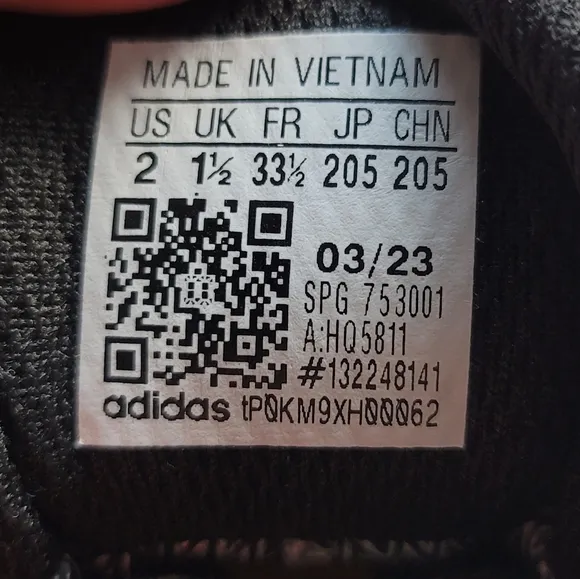 MADE IN VIETNAM
US UK FR JP CHN
2 1½ 33½ 205 205
03/23
SPG 753001
A:HQ5811
#132248141
adidas tP0KM9XH00062